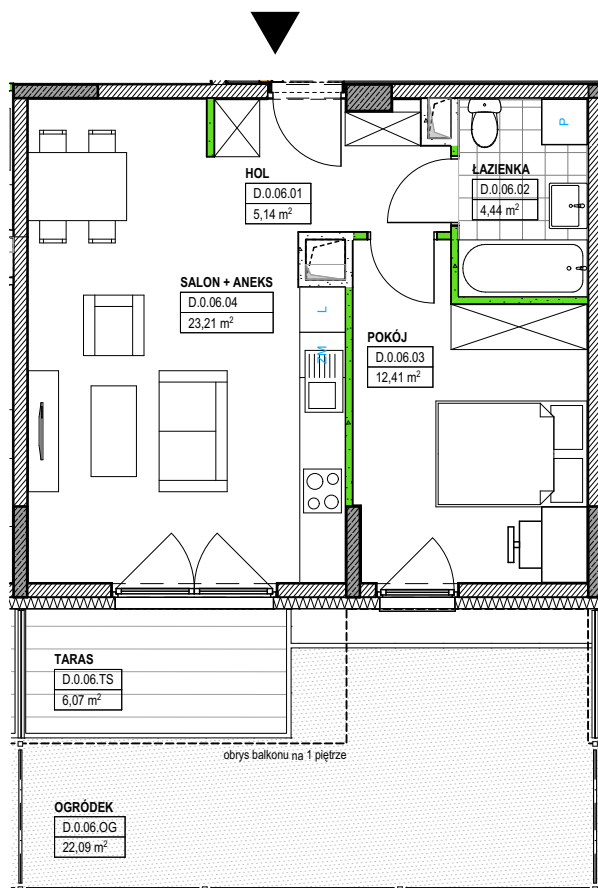 HOL
D.0.06.01
5,14 m²
P
ŁAZIENKA
D.0.06.02
4,44 m²
SALON + ANEKS
D.0.06.04
23,21 m²
L
ZM
POKÓJ
D.0.06.03
12,41 m²
TARAS
D.0.06.TS
6,07 m²
obrys balkonu na 1 piętrze
OGRÓDEK
D.0.06.OG
22,09 m²